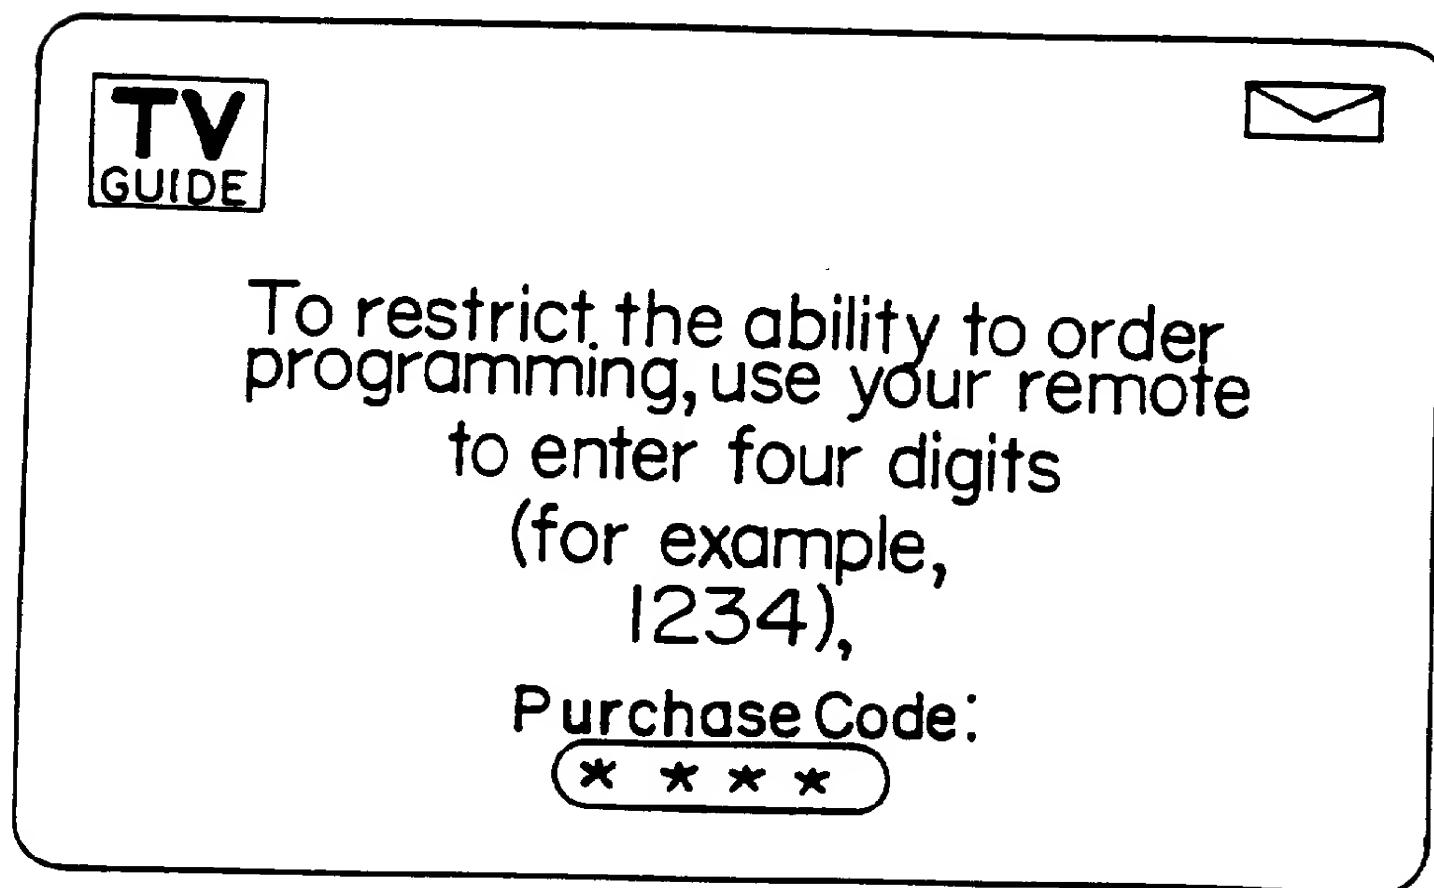 TV
GUIDE
To restrict the ability to order
programming, use your remote
to enter four digits
(for example,
1234),
Purchase Code:
* * * *